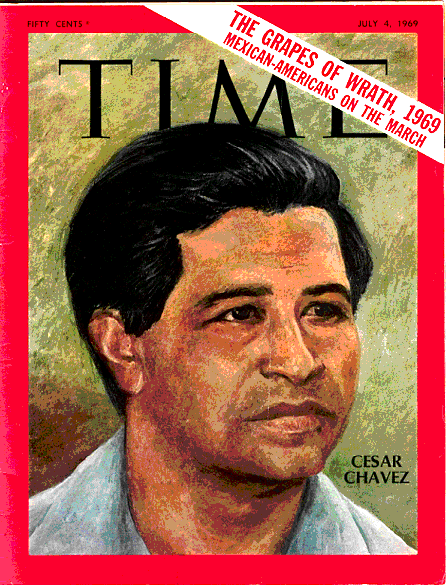 FIFTY CENTS
JULY 4, 1969
THE GRAPES OF WRATH, 1969
MEXICAN-AMERICANS ON THE MARCH
TIME
CESAR
CHAVEZ